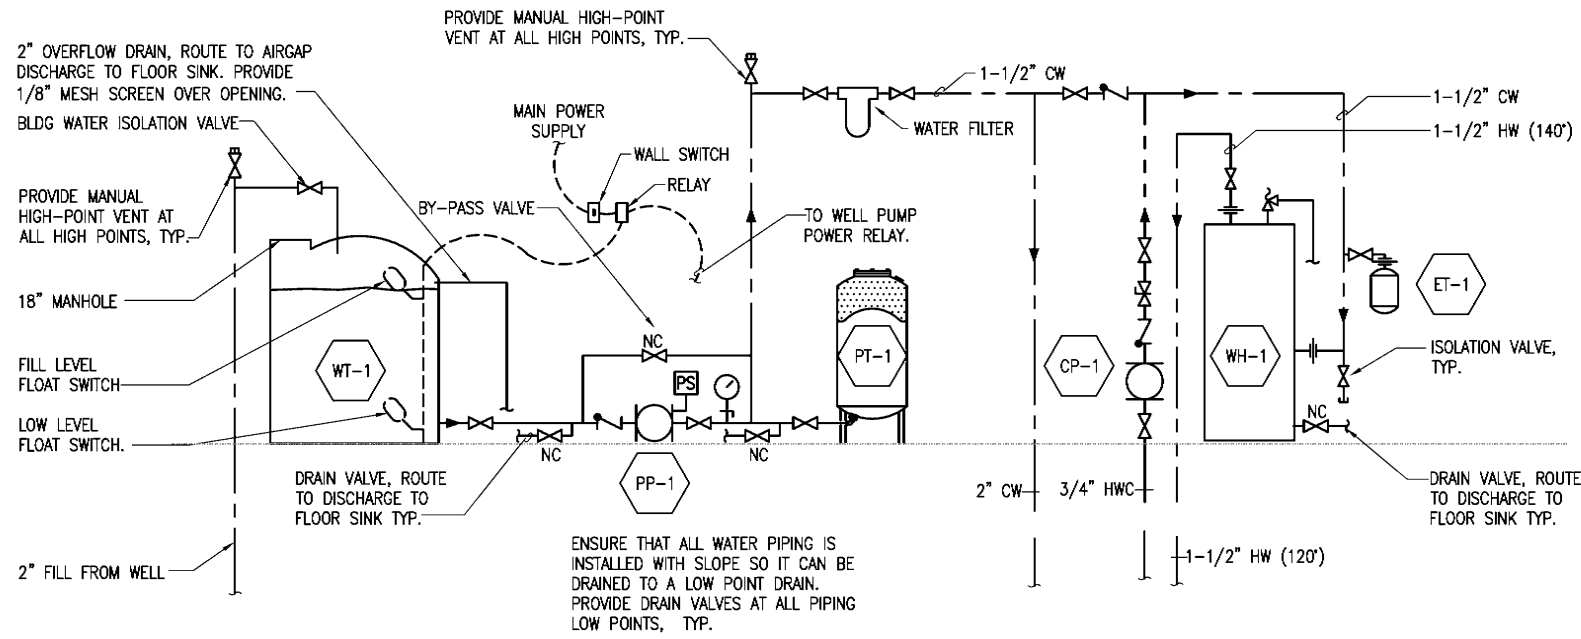 PROVIDE MANUAL HIGH-POINT
VENT AT ALL HIGH POINTS, TYP.
2" OVERFLOW DRAIN, ROUTE TO AIRGAP
DISCHARGE TO FLOOR SINK. PROVIDE
1/8" MESH SCREEN OVER OPENING.
BLDG WATER ISOLATION VALVE
PROVIDE MANUAL
HIGH-POINT VENT AT
ALL HIGH POINTS, TYP.
18" MANHOLE
FILL LEVEL
FLOAT SWITCH
LOW LEVEL
FLOAT SWITCH.
2" FILL FROM WELL
WT-1
MAIN POWER
SUPPLY
WALL SWITCH
RELAY
BY-PASS VALVE
TO WELL PUMP
POWER RELAY.
NC
PS
NC
NC
DRAIN VALVE, ROUTE
TO DISCHARGE TO
FLOOR SINK TYP.
PP-1
ENSURE THAT ALL WATER PIPING IS
INSTALLED WITH SLOPE SO IT CAN BE
DRAINED TO A LOW POINT DRAIN.
PROVIDE DRAIN VALVES AT ALL PIPING
LOW POINTS, TYP.
PT-1
WATER FILTER
1-1/2" CW
1-1/2" CW
1-1/2" HW (140°)
CP-1
WH-1
ET-1
ISOLATION VALVE,
TYP.
NC
DRAIN VALVE, ROUTE
TO DISCHARGE TO
FLOOR SINK TYP.
2" CW
3/4" HWC
1-1/2" HW (120°)